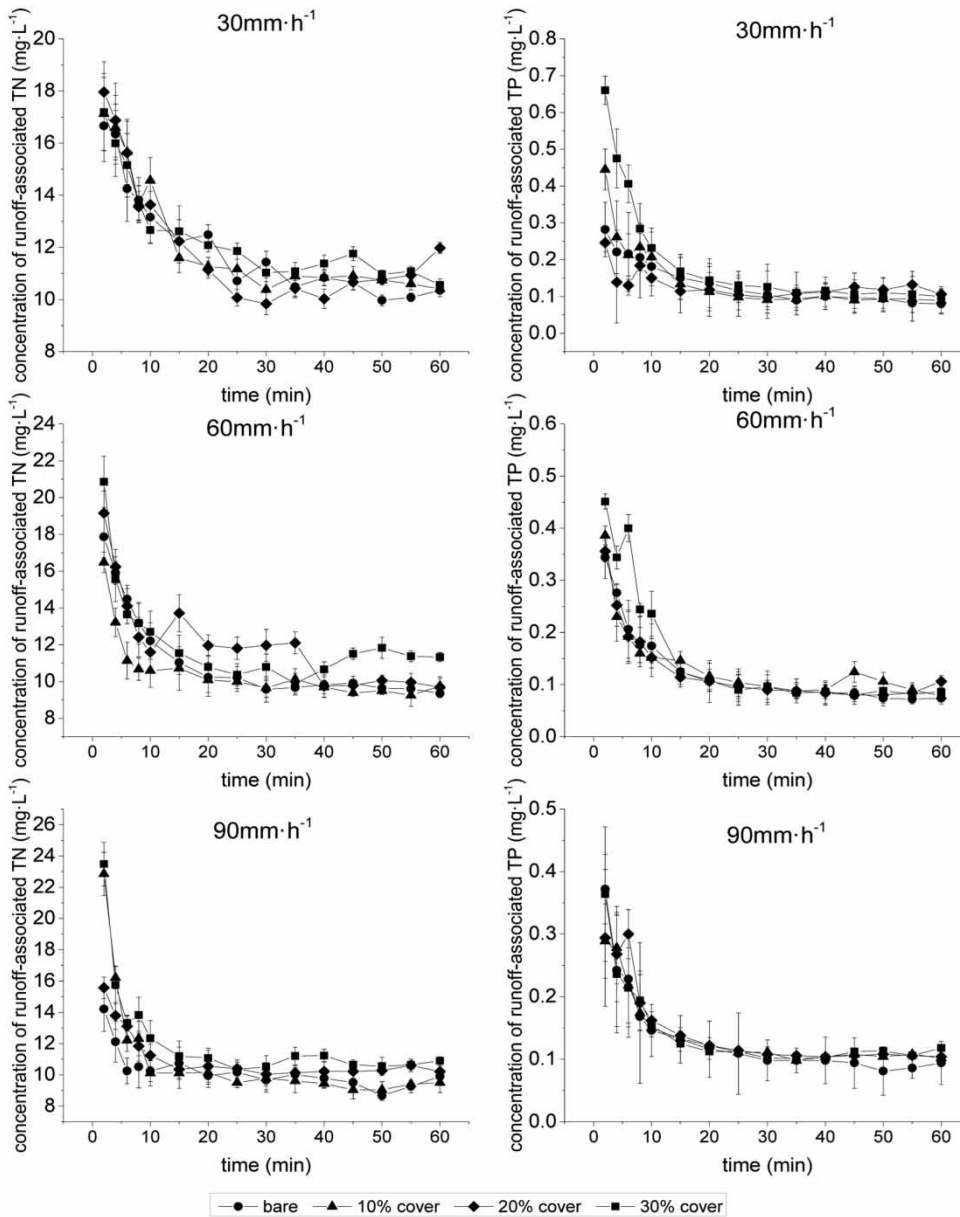 30mm·h⁻¹
concentration of runoff-associated TN (mg·L⁻¹)
20
18
16
14
12
10
8
0 10 20 30 40 50 60
time (min)
30mm·h⁻¹
concentration of runoff-associated TP (mg·L⁻¹)
0.8
0.7
0.6
0.5
0.4
0.3
0.2
0.1
0.0
0 10 20 30 40 50 60
time (min)
60mm·h⁻¹
concentration of runoff-associated TN (mg·L⁻¹)
24
22
20
18
16
14
12
10
8
0 10 20 30 40 50 60
time (min)
60mm·h⁻¹
concentration of runoff-associated TP (mg·L⁻¹)
0.6
0.5
0.4
0.3
0.2
0.1
0.0
0 10 20 30 40 50 60
time (min)
90mm·h⁻¹
concentration of runoff-associated TN (mg·L⁻¹)
26
24
22
20
18
16
14
12
10
8
0 10 20 30 40 50 60
time (min)
90mm·h⁻¹
concentration of runoff-associated TP (mg·L⁻¹)
0.5
0.4
0.3
0.2
0.1
0.0
0 10 20 30 40 50 60
time (min)
bare 10% cover 20% cover 30% cover